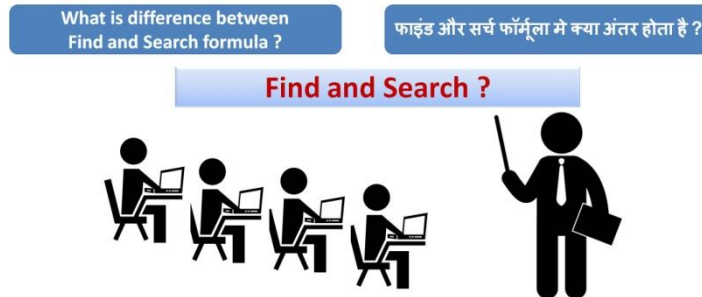 What is difference between
Find and Search formula ?
फाइंड और सर्च फॉर्मूला मे क्या अंतर होता है ?
Find and Search ?